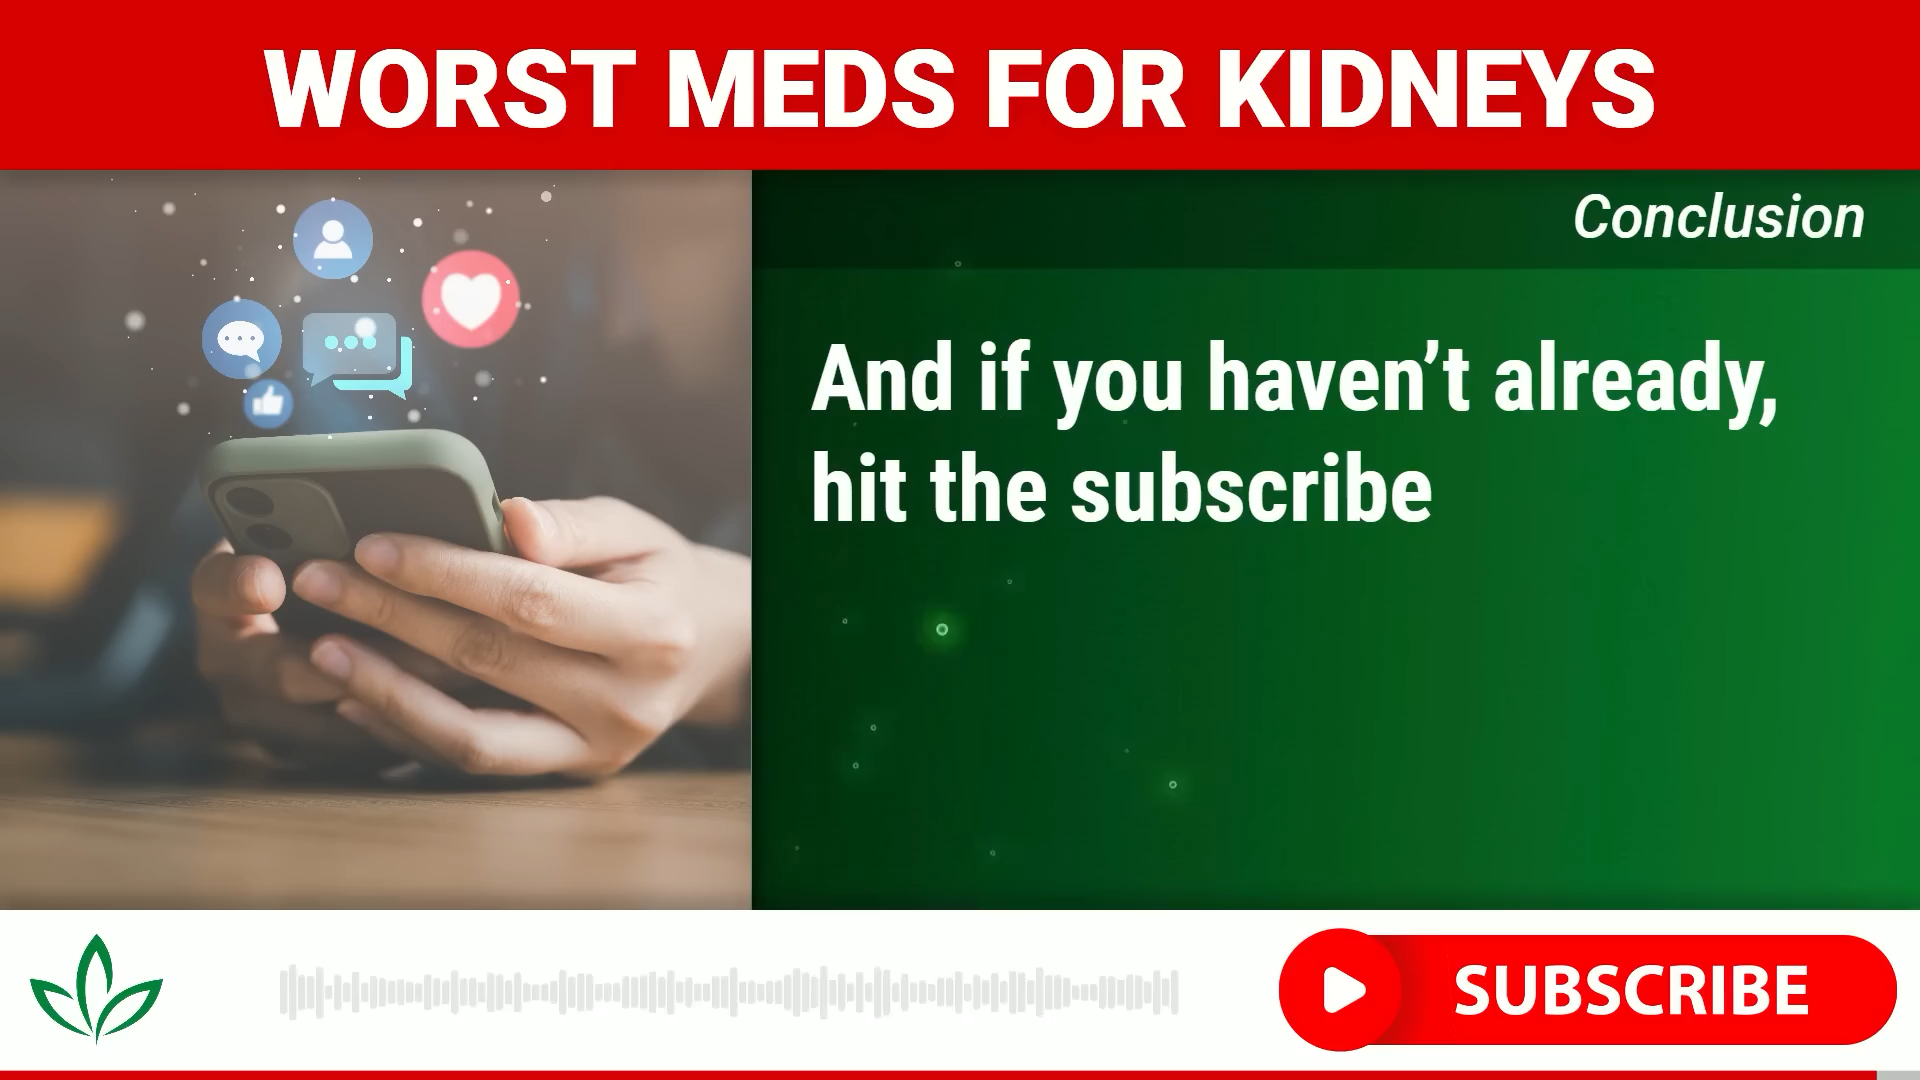 WORST MEDS FOR KIDNEYS
Conclusion
And if you haven’t already,
hit the subscribe
SUBSCRIBE